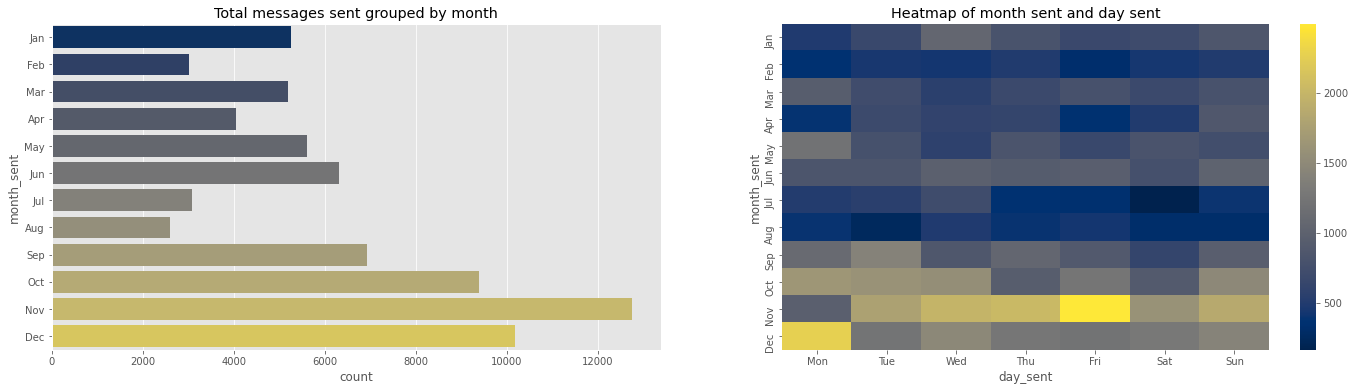 Total messages sent grouped by month
month_sent
Jan
Feb
Mar
Apr
May
Jun
Jul
Aug
Sep
Oct
Nov
Dec
0 2000 4000 6000 8000 10000 12000
count
Heatmap of month sent and day sent
month_sent
Jan
Feb
Mar
Apr
May
Jun
Jul
Aug
Sep
Oct
Nov
Dec
Mon Tue Wed Thu Fri Sat Sun
day_sent
2000
1500
1000
500